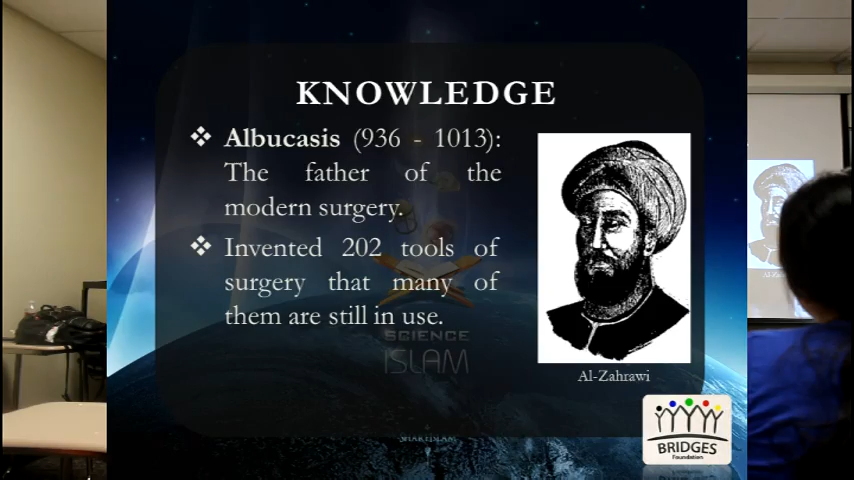 KNOWLEDGE
❖ Albucasis (936 - 1013):
The father of the
modern surgery.
❖ Invented 202 tools of
surgery that many of
them are still in use.
SCIENCE
ISLAM
Al-Zahrawi
BRIDGES
Foundation